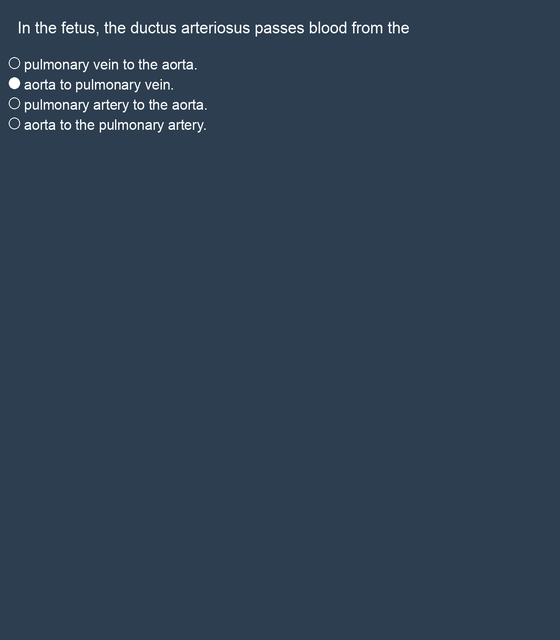 In the fetus, the ductus arteriosus passes blood from the
pulmonary vein to the aorta.
aorta to pulmonary vein.
pulmonary artery to the aorta.
aorta to the pulmonary artery.